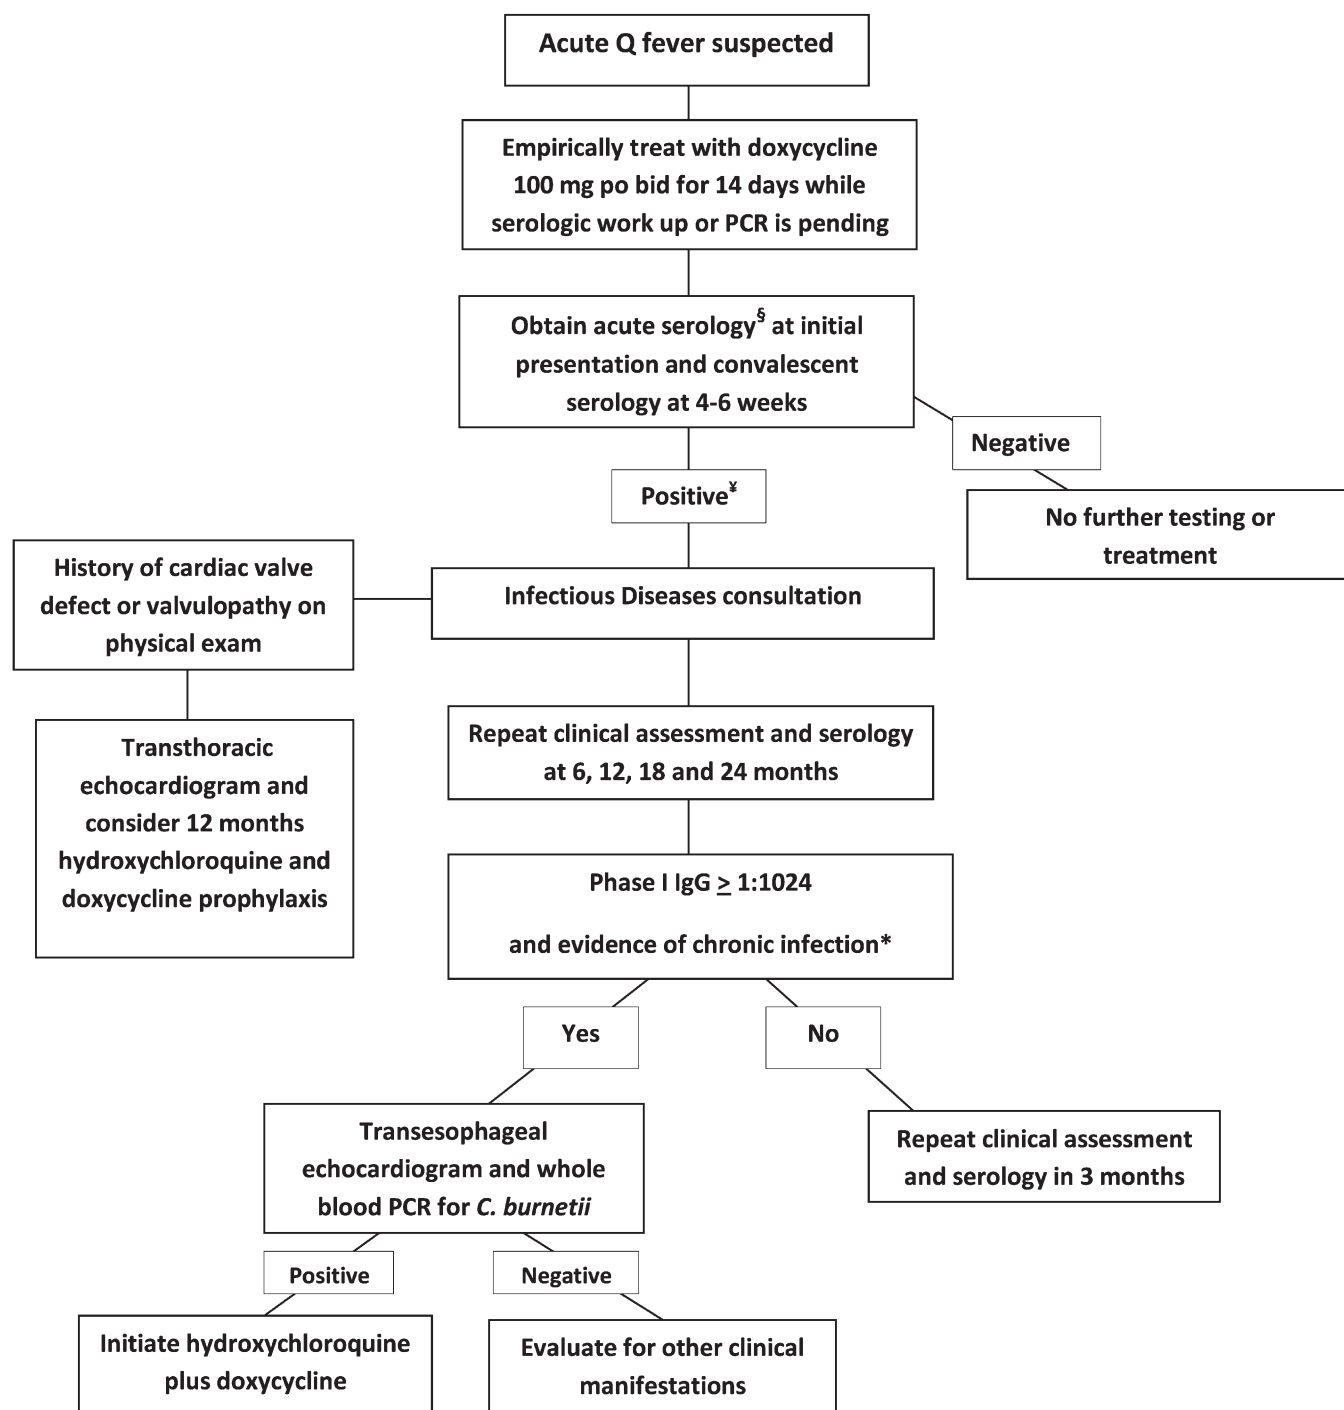 Acute Q fever suspected
Empirically treat with doxycycline
100 mg po bid for 14 days while
serologic work up or PCR is pending
Obtain acute serology§ at initial
presentation and convalescent
serology at 4-6 weeks
Negative
No further testing or
treatment
Positive¥
Infectious Diseases consultation
History of cardiac valve
defect or valvulopathy on
physical exam
Transthoracic
echocardiogram and
consider 12 months
hydroxychloroquine and
doxycycline prophylaxis
Repeat clinical assessment and serology
at 6, 12, 18 and 24 months
Phase I IgG ≥ 1:1024
and evidence of chronic infection*
Yes
No
Transesophageal
echocardiogram and whole
blood PCR for C. burnetii
Repeat clinical assessment
and serology in 3 months
Positive
Negative
Initiate hydroxychloroquine
plus doxycycline
Evaluate for other clinical
manifestations